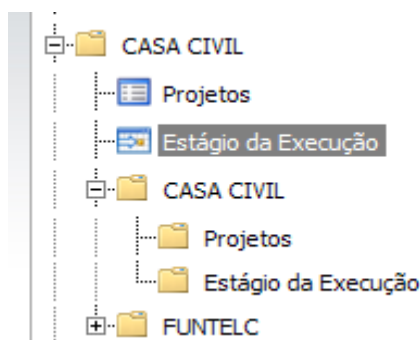 CASA CIVIL
Projetos
Estágio da Execução
CASA CIVIL
Projetos
Estágio da Execução
FUNTELC